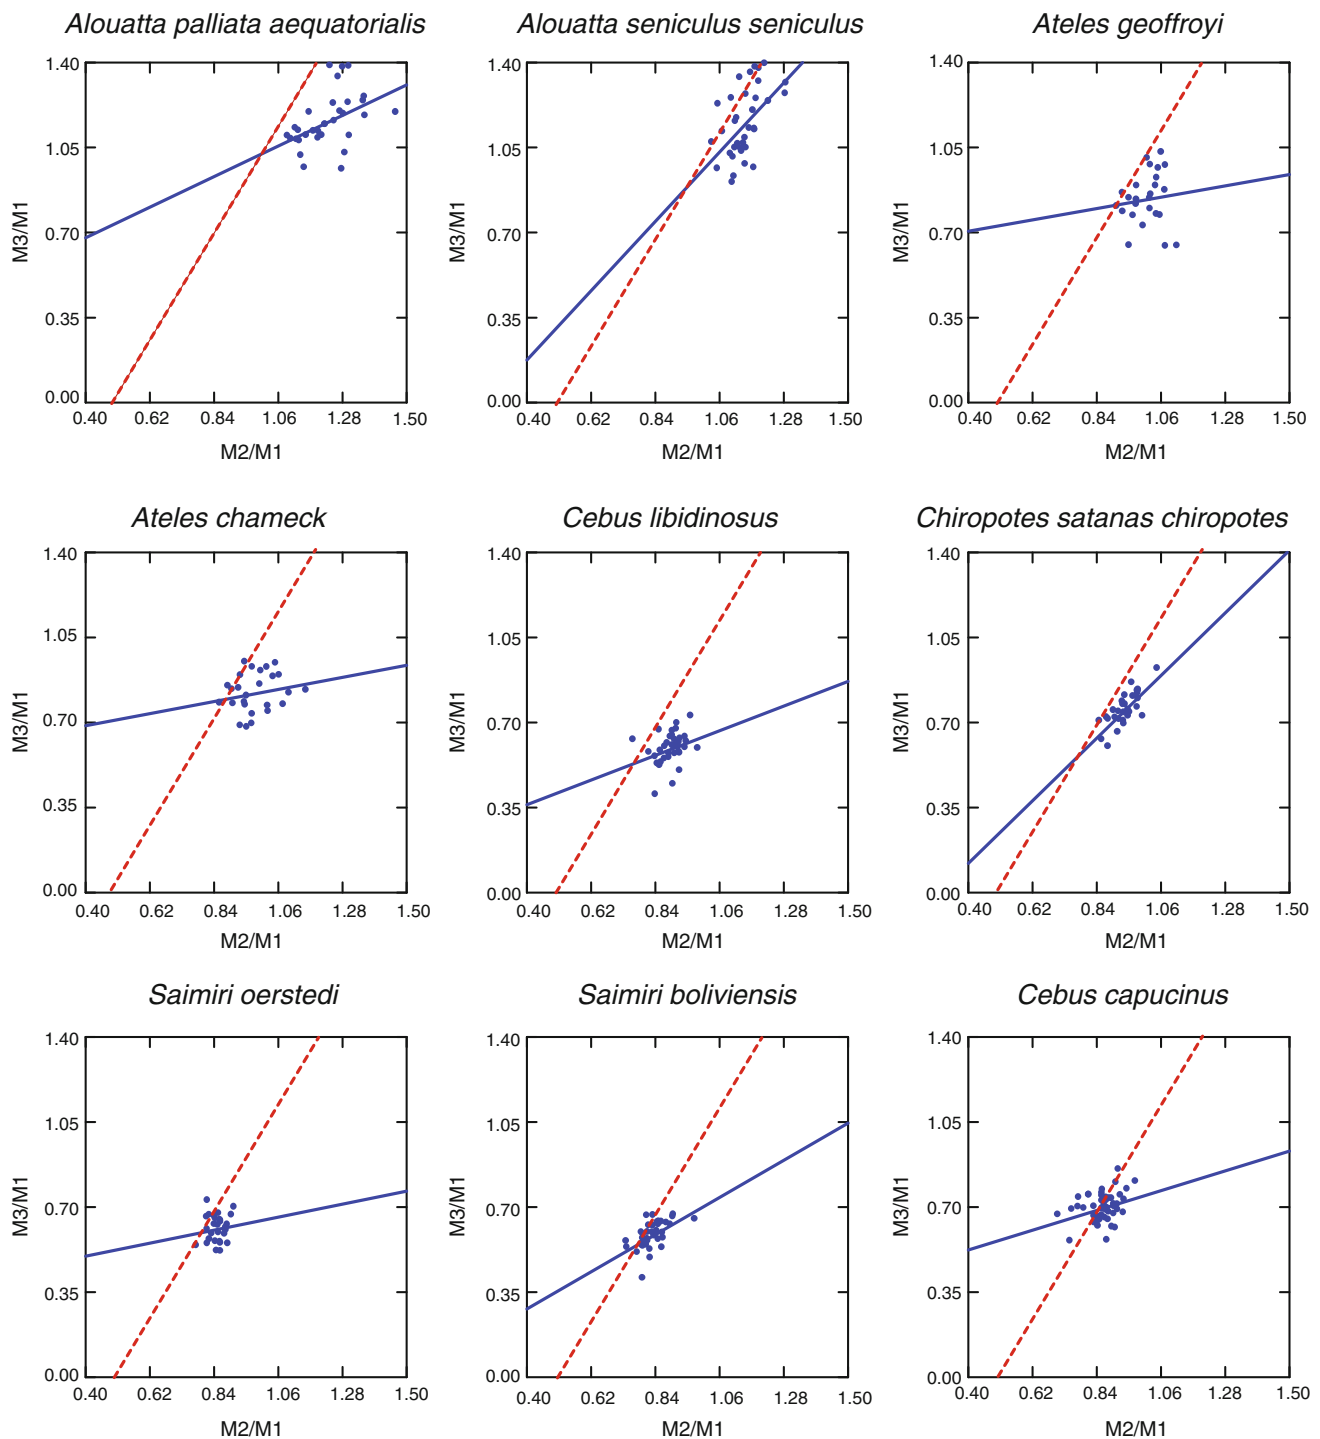 Alouatta palliata aequatorialis
1.40
1.05
0.70
0.35
0.00
M3/M1
0.40 0.62 0.84 1.06 1.28 1.50
M2/M1
Alouatta seniculus seniculus
1.40
1.05
0.70
0.35
0.00
M3/M1
0.40 0.62 0.84 1.06 1.28 1.50
M2/M1
Ateles geoffroyi
1.40
1.05
0.70
0.35
0.00
M3/M1
0.40 0.62 0.84 1.06 1.28 1.50
M2/M1
Ateles chameck
1.40
1.05
0.70
0.35
0.00
M3/M1
0.40 0.62 0.84 1.06 1.28 1.50
M2/M1
Cebus libidinosus
1.40
1.05
0.70
0.35
0.00
M3/M1
0.40 0.62 0.84 1.06 1.28 1.50
M2/M1
Chiropotes satanas chiropotes
1.40
1.05
0.70
0.35
0.00
M3/M1
0.40 0.62 0.84 1.06 1.28 1.50
M2/M1
Saimiri oerstedi
1.40
1.05
0.70
0.35
0.00
M3/M1
0.40 0.62 0.84 1.06 1.28 1.50
M2/M1
Saimiri boliviensis
1.40
1.05
0.70
0.35
0.00
M3/M1
0.40 0.62 0.84 1.06 1.28 1.50
M2/M1
Cebus capucinus
1.40
1.05
0.70
0.35
0.00
M3/M1
0.40 0.62 0.84 1.06 1.28 1.50
M2/M1